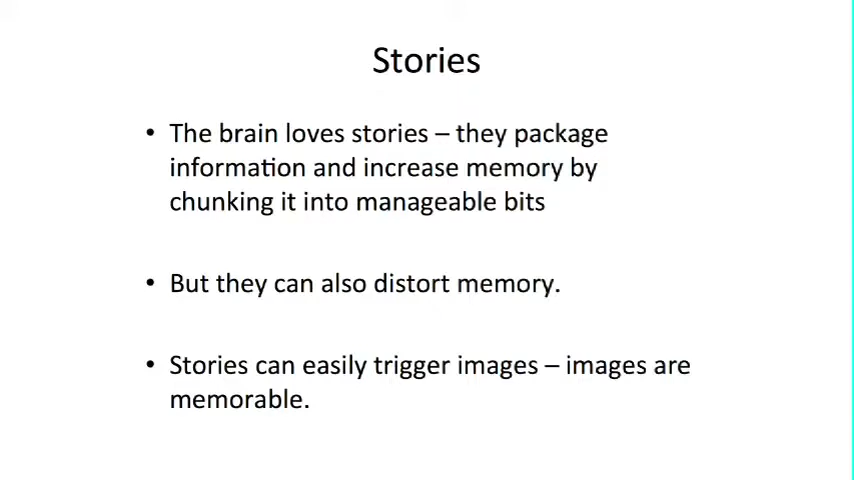 Stories
• The brain loves stories – they package
information and increase memory by
chunking it into manageable bits
• But they can also distort memory.
• Stories can easily trigger images – images are
memorable.